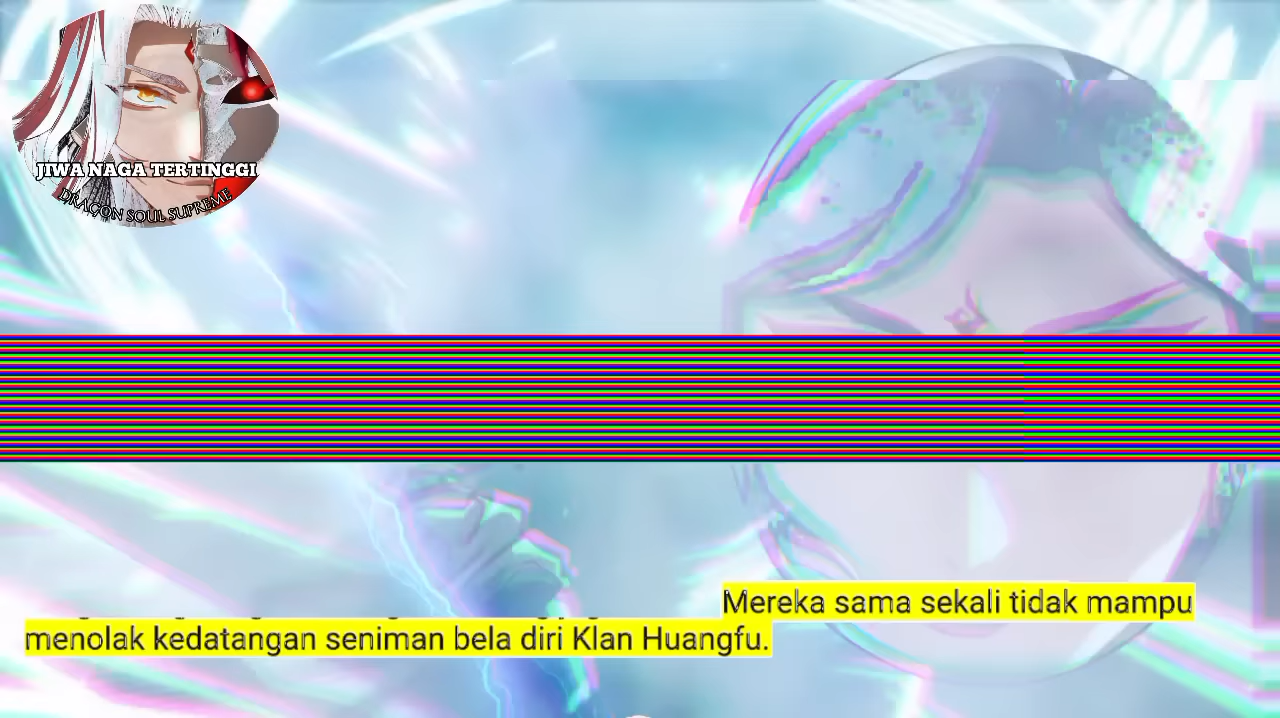 JIWA NAGA TERTINGGI
DRAGON SOUL SUPREME
Mereka sama sekali tidak mampu
menolak kedatangan seniman bela diri Klan Huangfu.